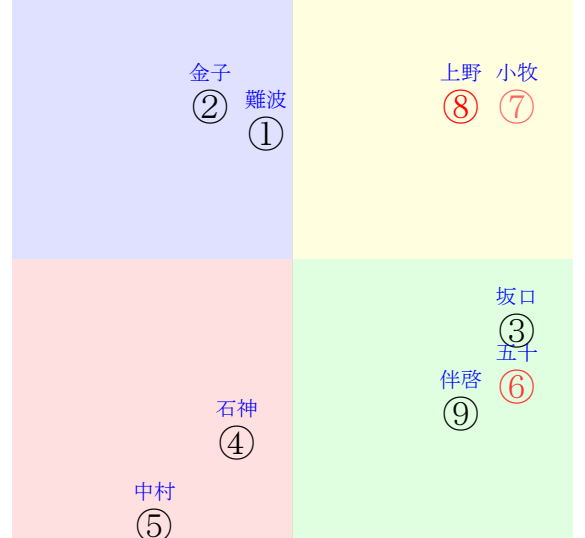 金子
②
難波
①
上野
⑧
小牧
⑦
坂口
③
五十
⑥
伴啓
⑨
石神
④
中村
⑤